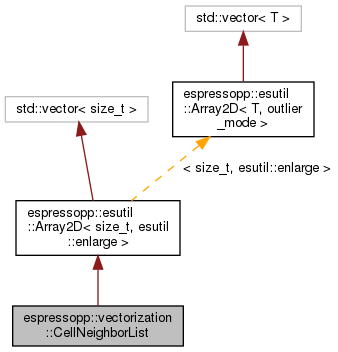 std::vector< T >
espressopp::esutil
::Array2D< T, outlier
_mode >
std::vector< size_t >
< size_t, esutil::enlarge >
espressopp::esutil
::Array2D< size_t, esutil
::enlarge >
espressopp::vectorization
::CellNeighborList